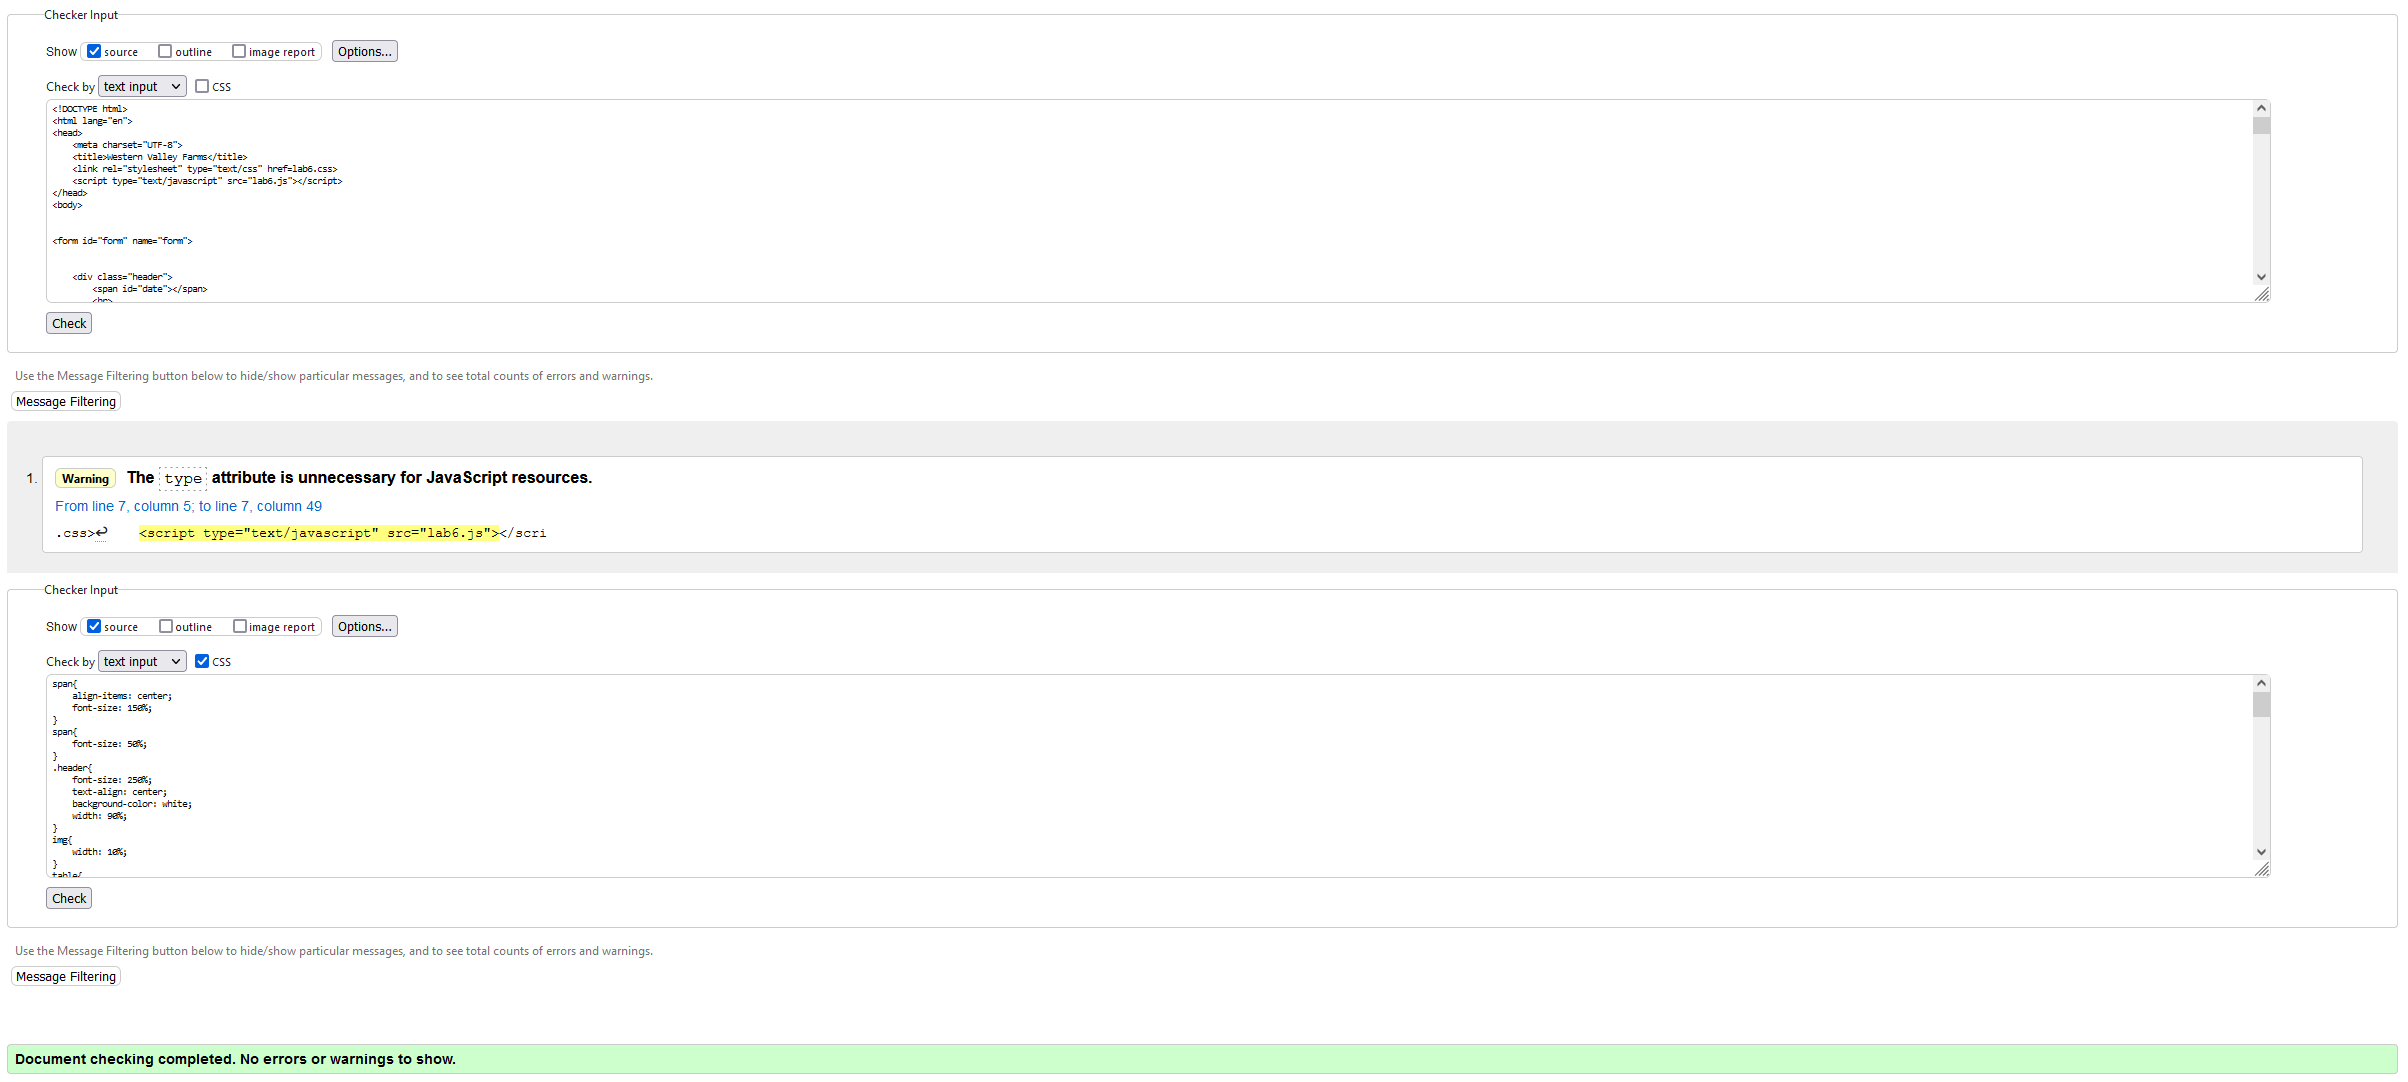 Checker Input
Show source outline image report Options...
Check by text input CSS
<!DOCTYPE html>
<html lang="en">
<head>
    <meta charset="UTF-8">
    <title>Western Valley Farms</title>
    <link rel="stylesheet" type="text/css" href=lab6.css>
    <script type="text/javascript" src="lab6.js"></script>
</head>
<body>
<form id="form" name="form">
    <div class="header">
        <span id="date"></span>
        <br>
Check
Use the Message Filtering button below to hide/show particular messages, and to see total counts of errors and warnings.
Message Filtering
1. Warning The type attribute is unnecessary for JavaScript resources.
From line 7, column 5; to line 7, column 49
.css>↩    <script type="text/javascript" src="lab6.js"></scri
Checker Input
Show source outline image report Options...
Check by text input CSS
span{
    align-items: center;
    font-size: 150%;
}
span{
    font-size: 50%;
}
.header{
    font-size: 250%;
    text-align: center;
    background-color: white;
    width: 90%;
}
img{
    width: 10%;
}
table{
Check
Use the Message Filtering button below to hide/show particular messages, and to see total counts of errors and warnings.
Message Filtering
Document checking completed. No errors or warnings to show.